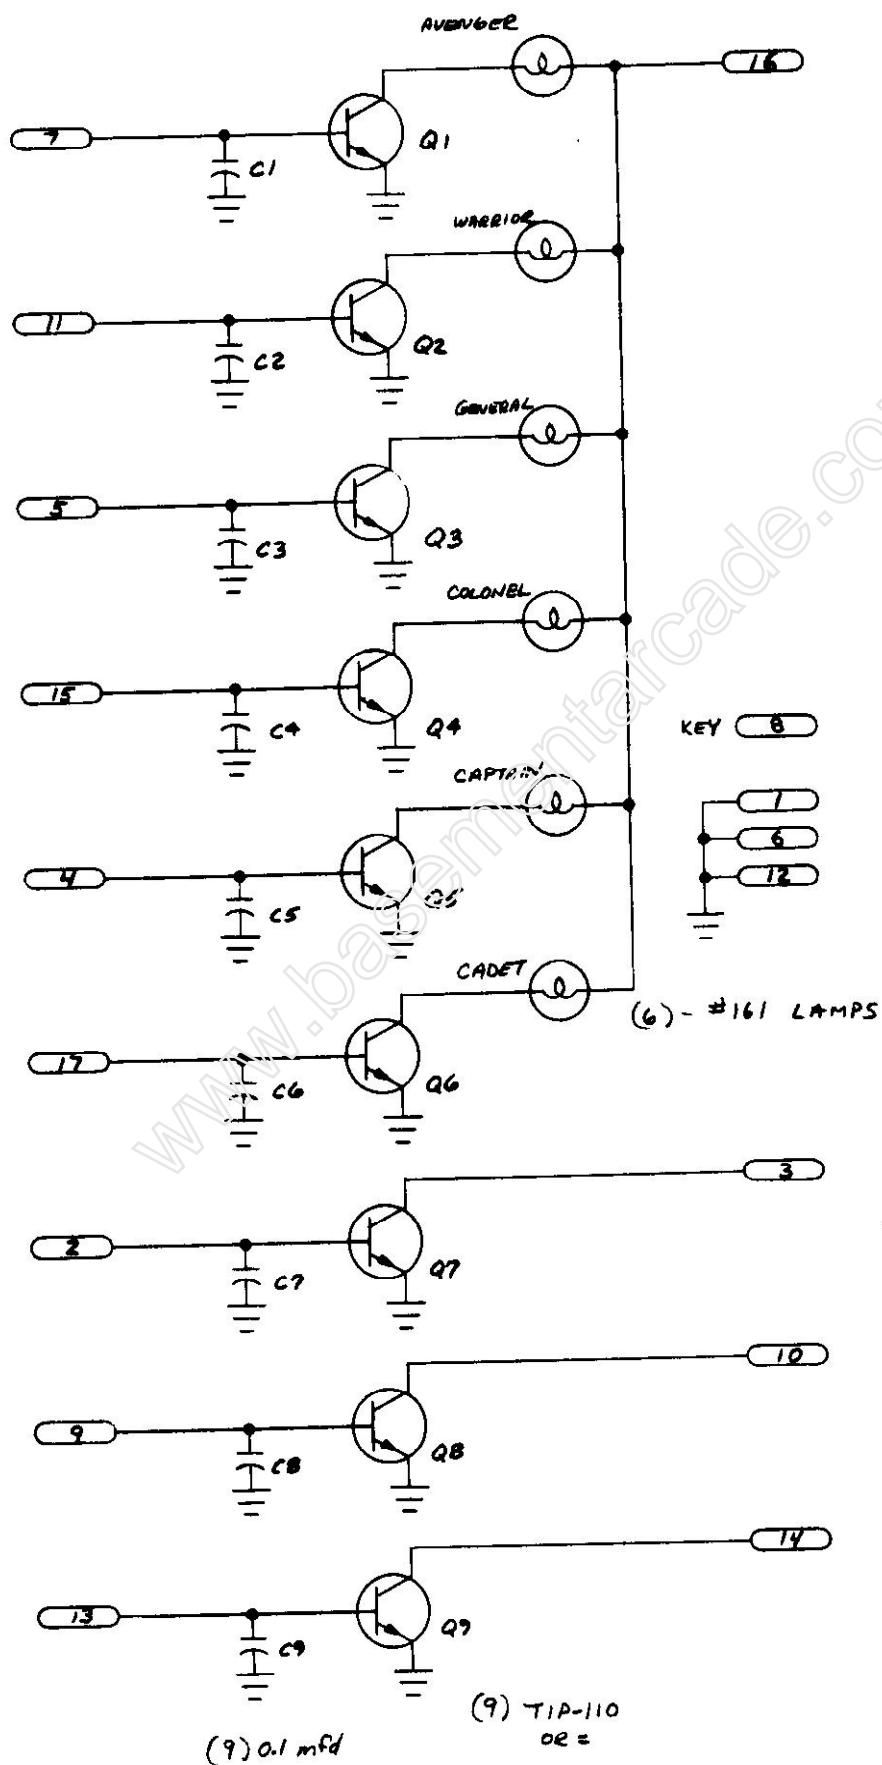 AVENGER
16
7
Q1
C1
WARRIOR
11
Q2
C2
GENERAL
5
Q3
C3
COLONEL
15
Q4
C4
KEY 8
CAPTAIN
1
6
4
12
Q5
C5
CADET
(6) - #161 LAMPS
17
Q6
C6
3
2
Q7
C7
10
9
Q8
C8
14
13
Q9
C9
(9) TIP-110
OR =
(9) 0.1 mfd
www.basementarcade.co